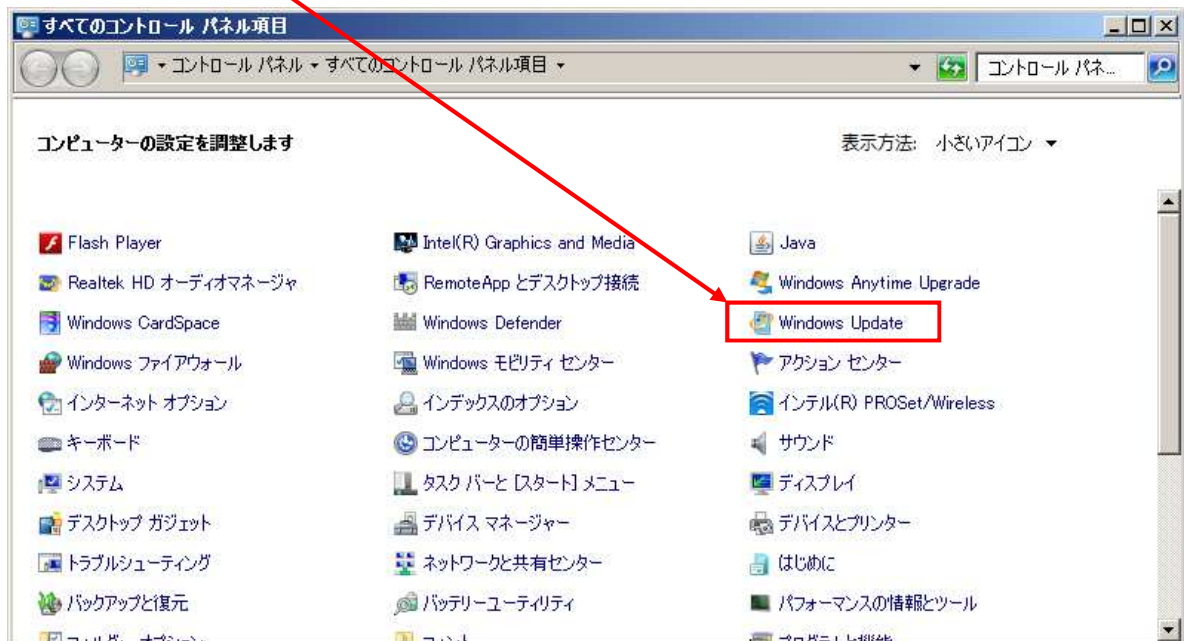 すべてのコントロール パネル項目
コントロール パネル すべてのコントロール パネル項目
コントロール パネ...
コンピューターの設定を調整します
表示方法: 小さいアイコン
Flash Player
Intel(R) Graphics and Media
Java
Realtek HD オーディオマネージャ
RemoteApp とデスクトップ接続
Windows Anytime Upgrade
Windows CardSpace
Windows Defender
Windows Update
Windows ファイアウォール
Windows モビリティ センター
アクション センター
インターネット オプション
インデックスのオプション
インテル(R) PROSet/Wireless
キーボード
コンピューターの簡単操作センター
サウンド
システム
タスク バーと [スタート] メニュー
ディスプレイ
デスクトップ ガジェット
デバイス マネージャー
デバイスとプリンター
トラブルシューティング
ネットワークと共有センター
はじめに
バックアップと復元
バッテリーユーティリティ
パフォーマンスの情報とツール